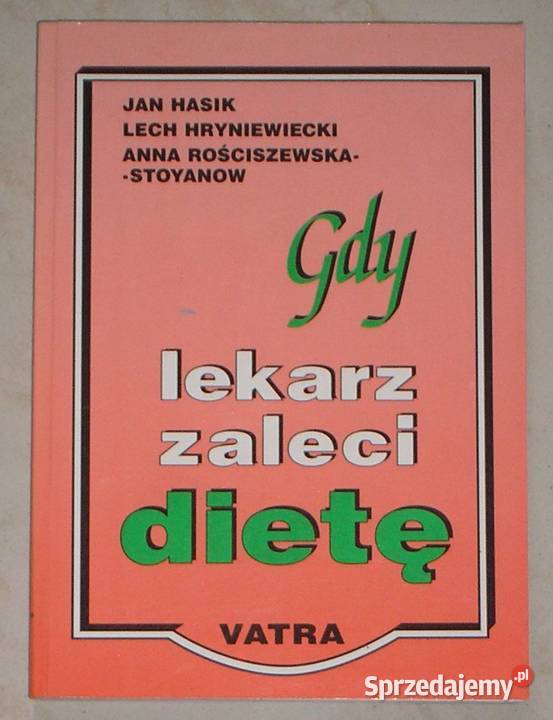 JAN HASIK
LECH HRYNIEWIECKI
ANNA ROŚCISZEWSKA-
-STOYANOW
Gdy
lekarz
zaleci
dietę
VATRA
Sprzedajemy.pl